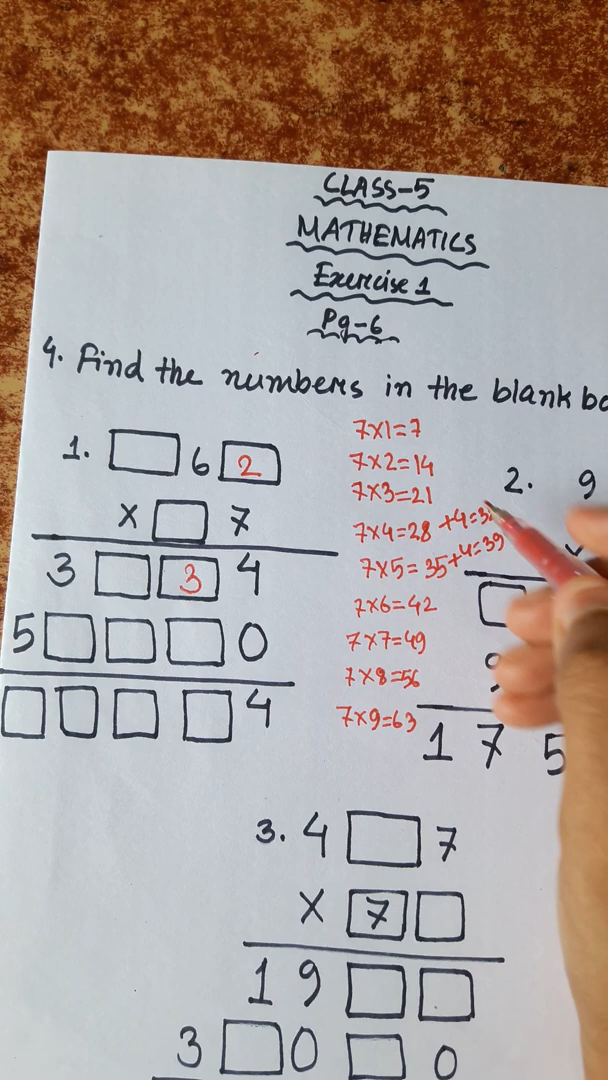 CLASS-5
MATHEMATICS
Exercise 1
Pg-6
4. Find the numbers in the blank
1. □ 6 2
× □ 7
3 □ 3 4
5 □ □ □ 0
□ □ □ □ 4
7×1=7
7×2=14
7×3=21
7×4=28 +4=
7×5=35+4=39
7×6=42
7×7=49
7×8=56
7×9=63
2. 9
□
1 7 5
3. 4 □ 7
× 7 □
1 9 □ □
3 □ 0 □ 0